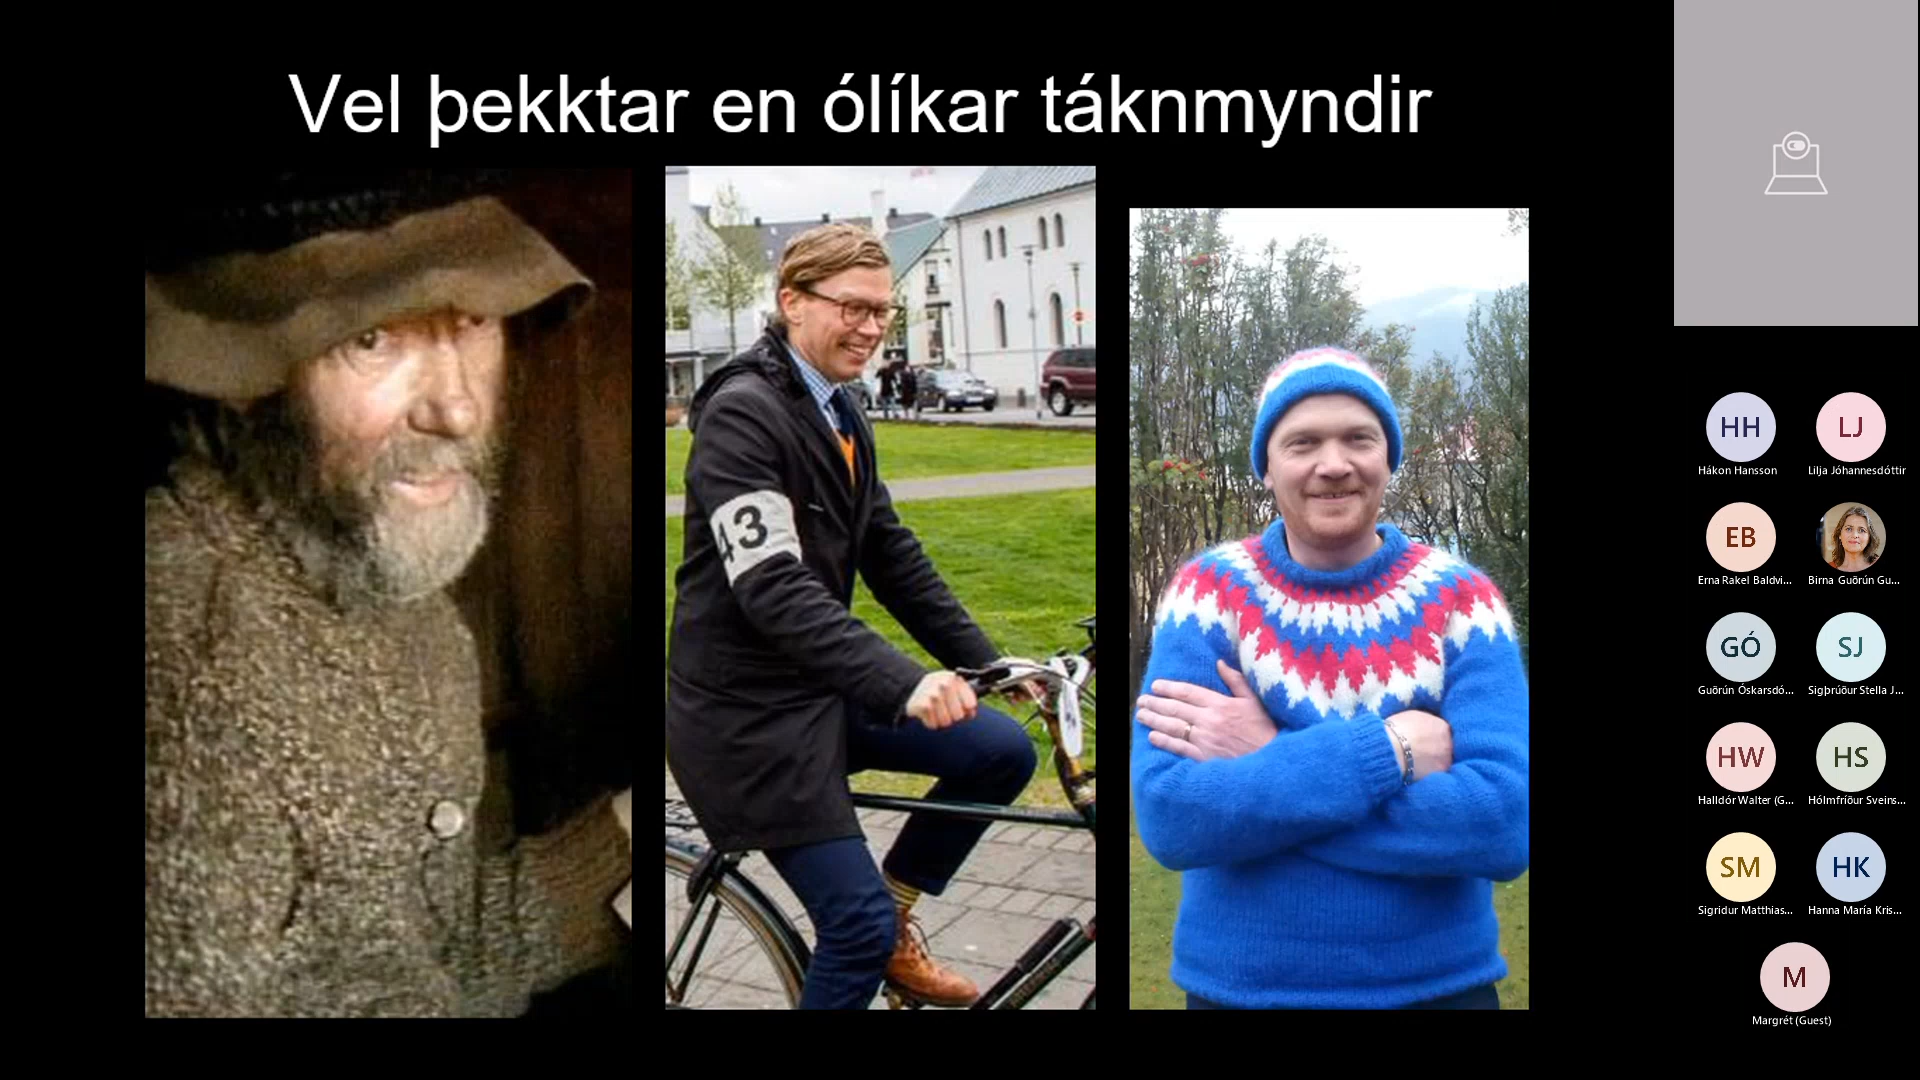 Vel þekktar en ólíkar táknmyndir
43
HH
LJ
Hákon Hansson
Lilja Jóhannesdóttir
EB
Erna Rakel Baldvi...
Birna Guðrún Gu...
GÓ
SJ
Guðrún Óskarsdó...
Sigþrúður Stella J...
HW
HS
Halldór Walter (G...
Hólmfríður Sveins...
SM
HK
Sigridur Matthias...
Hanna María Kris...
M
Margrét (Guest)